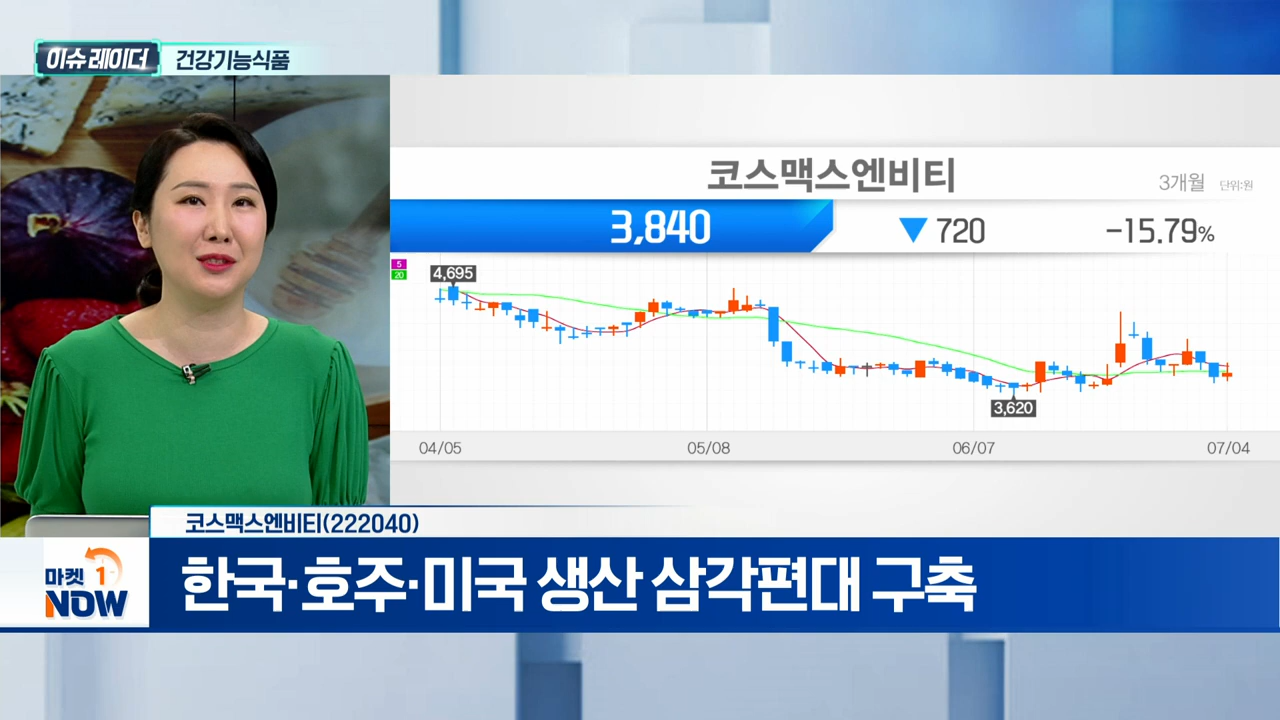 이슈레이더 건강기능식품
코스맥스엔비티
3개월 단위:원
3,840 ▼ 720 -15.79%
5
20
4,695
3,620
04/05 05/08 06/07 07/04
코스맥스엔비티(222040)
마켓 1
NOW
한국·호주·미국 생산 삼각편대 구축